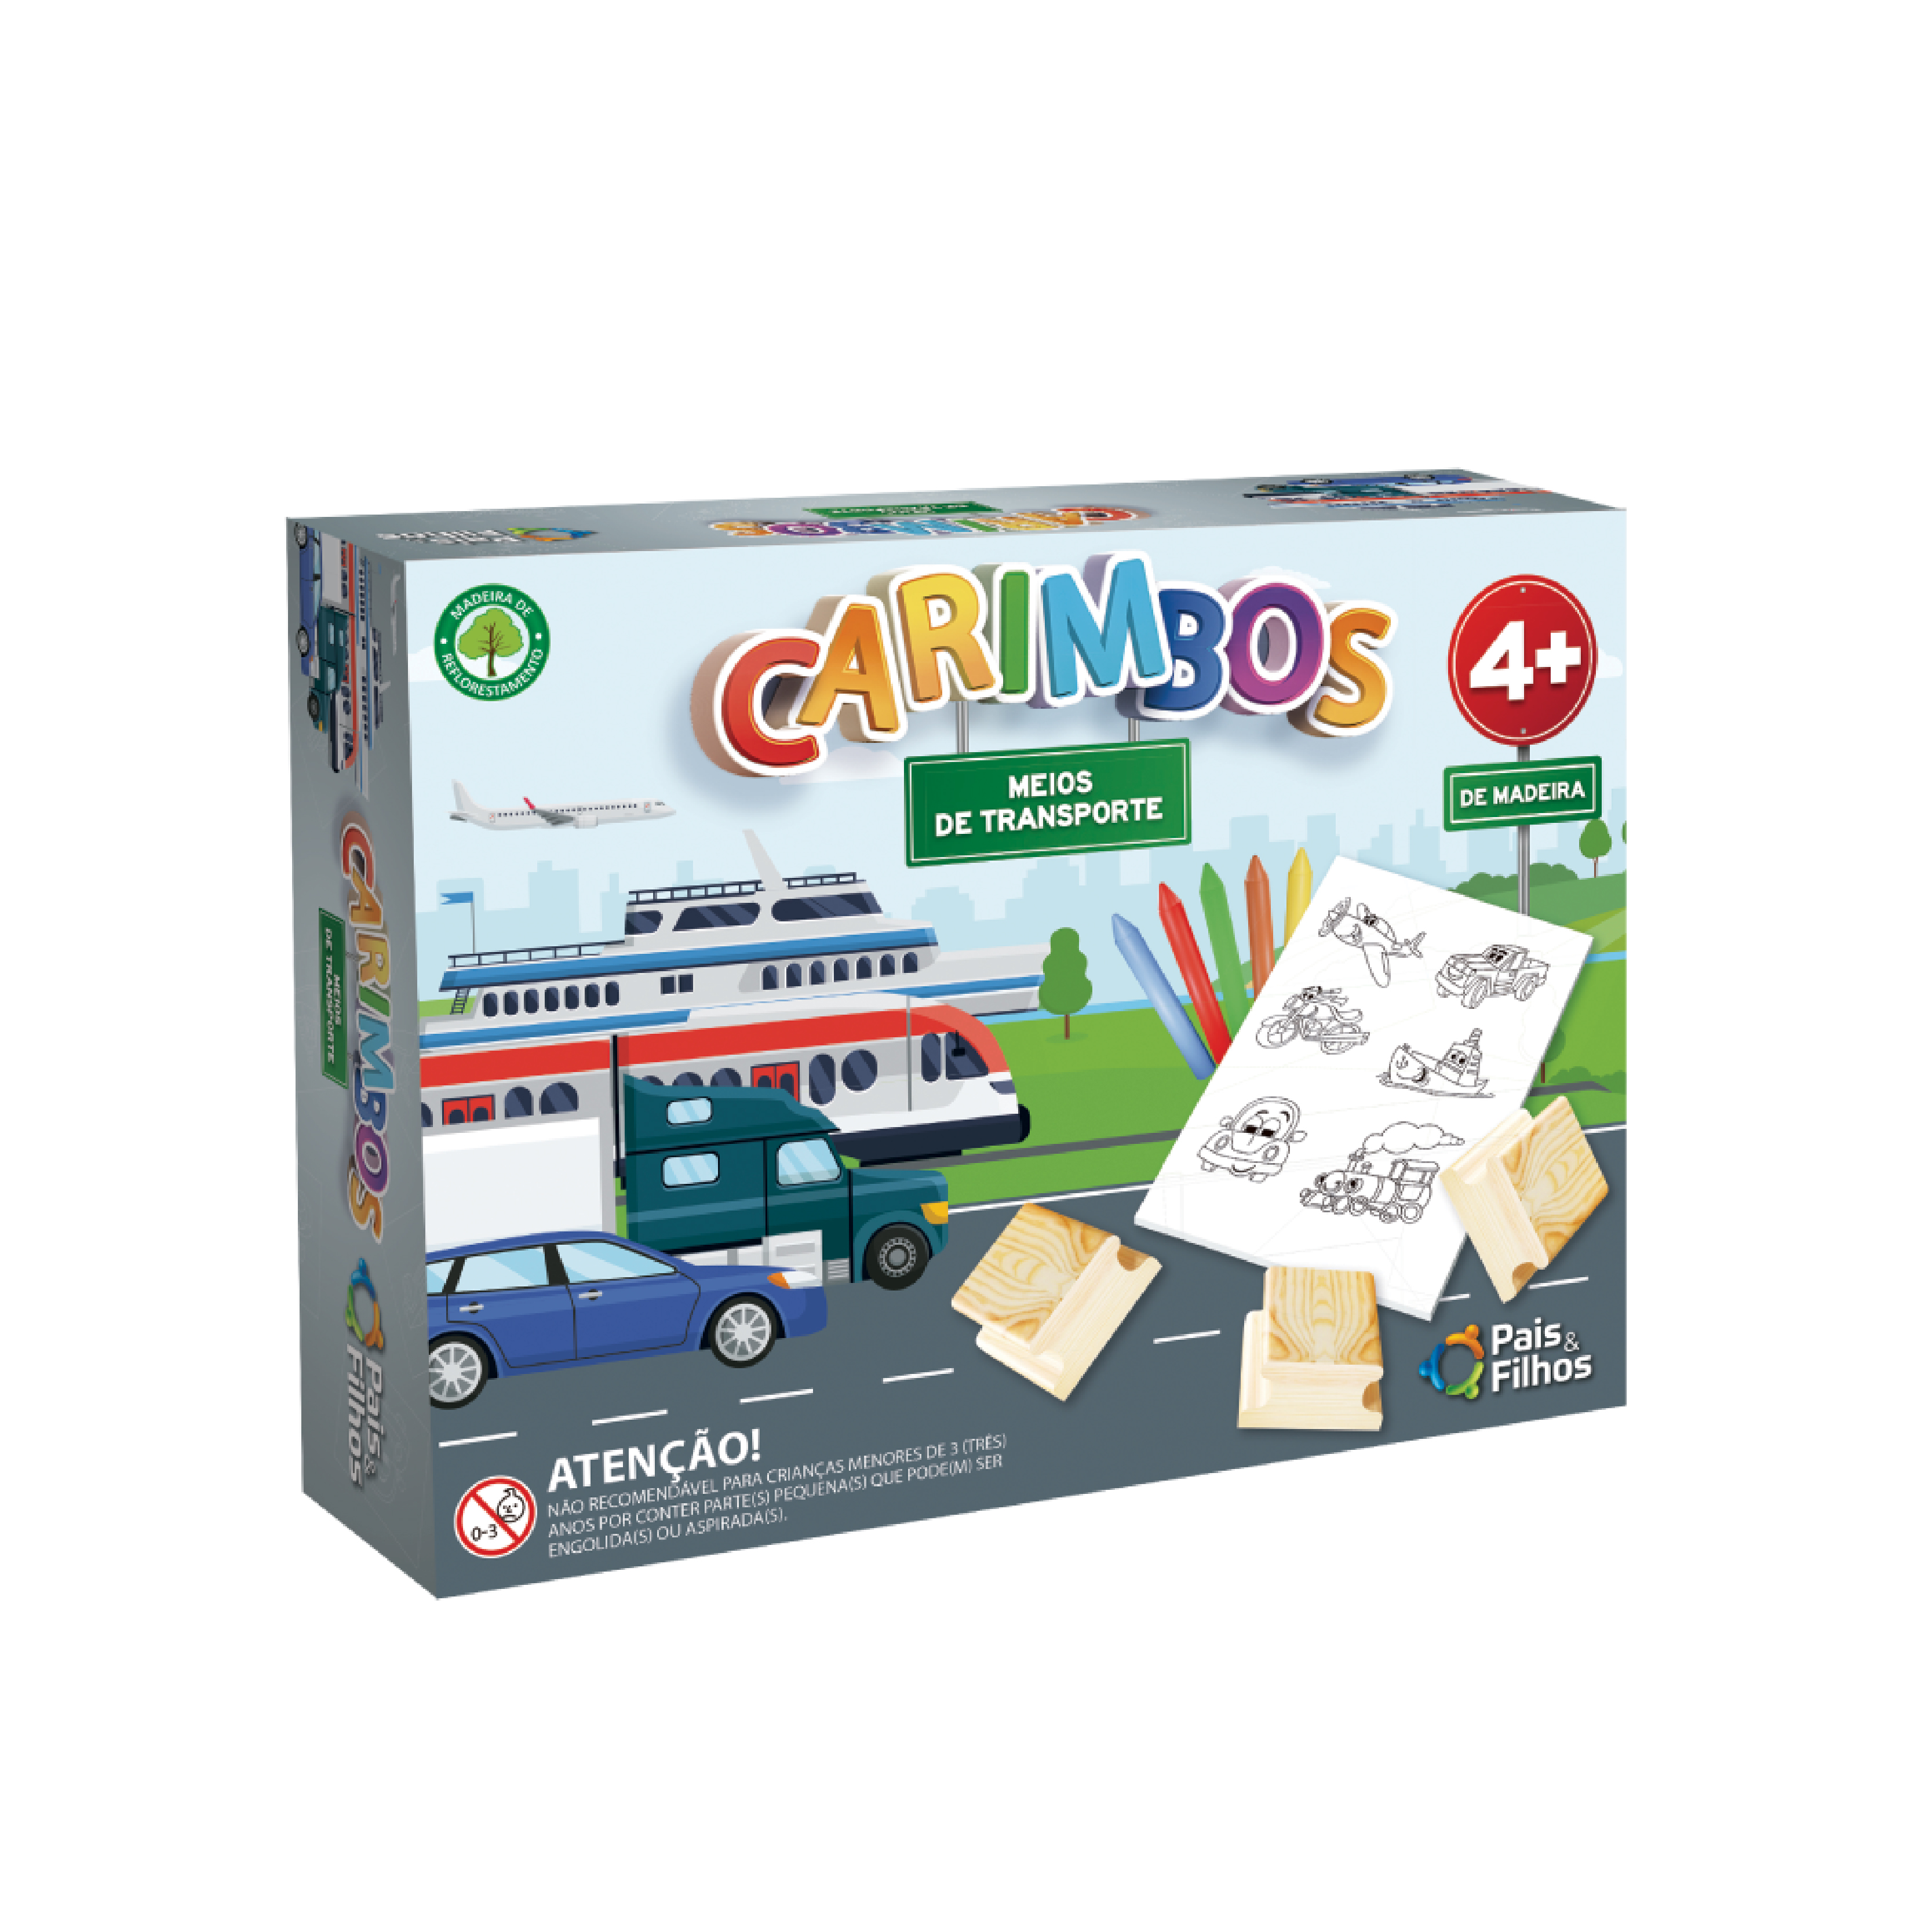 MADEIRA DE
REFLORESTAMENTO
CARIMBOS
4+
MEIOS
DE TRANSPORTE
DE MADEIRA
Pais &
Filhos
ATENÇÃO!
NÃO RECOMENDÁVEL PARA CRIANÇAS MENORES DE 3 (TRÊS)
ANOS POR CONTER PARTE(S) PEQUENA(S) QUE PODE(M) SER
ENGOLIDA(S) OU ASPIRADA(S).
0-3
CARIMBOS
MEIOS
DE TRANSPORTE
Pais &
Filhos
CARIMBOS